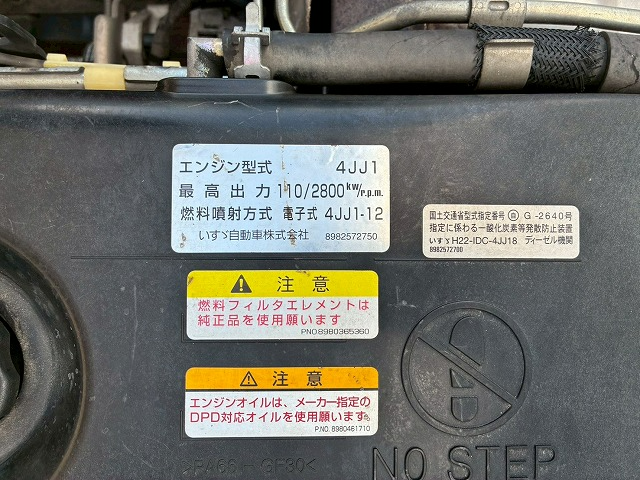 エンジン型式 4JJ1
最高出力 110/2800kw/r.p.m.
燃料噴射方式 電子式 4JJ1-12
いすゞ自動車株式会社 8982572750
国土交通省型式指定番号 自 G-2640号
指定に係わる一酸化炭素等発散防止装置
いすゞH22-IDC-4JJ18 ディーゼル機関
8982572700
注意
燃料フィルタエレメントは
純正品を使用願います
P.NO.8980365360
注意
エンジンオイルは、メーカー指定の
DPD対応オイルを使用願います。
P.NO. 8980461710
>PA66-GF30<
NO STEP